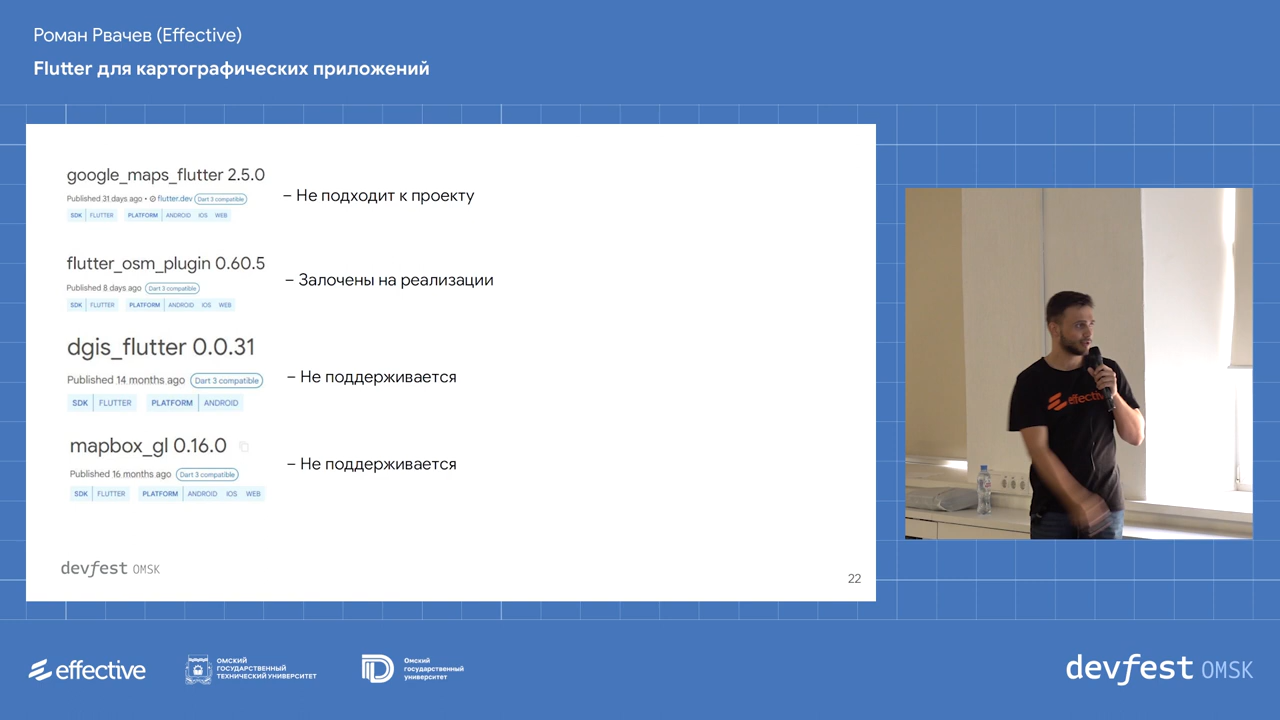 Роман Рвачев (Effective)
Flutter для картографических приложений
google_maps_flutter 2.5.0
Published 31 days ago • flutter.dev Dart 3 compatible
SDK FLUTTER PLATFORM ANDROID IOS WEB
– Не подходит к проекту
flutter_osm_plugin 0.60.5
Published 8 days ago Dart 3 compatible
SDK FLUTTER PLATFORM ANDROID IOS WEB
– Залочены на реализации
dgis_flutter 0.0.31
Published 14 months ago Dart 3 compatible
SDK FLUTTER PLATFORM ANDROID
– Не поддерживается
mapbox_gl 0.16.0
Published 16 months ago Dart 3 compatible
SDK FLUTTER PLATFORM ANDROID IOS WEB
– Не поддерживается
devfest OMSK
22
effective
effective
ОМСКИЙ
ГОСУДАРСТВЕННЫЙ
ТЕХНИЧЕСКИЙ УНИВЕРСИТЕТ
Омский
государственный
университет
devfest OMSK